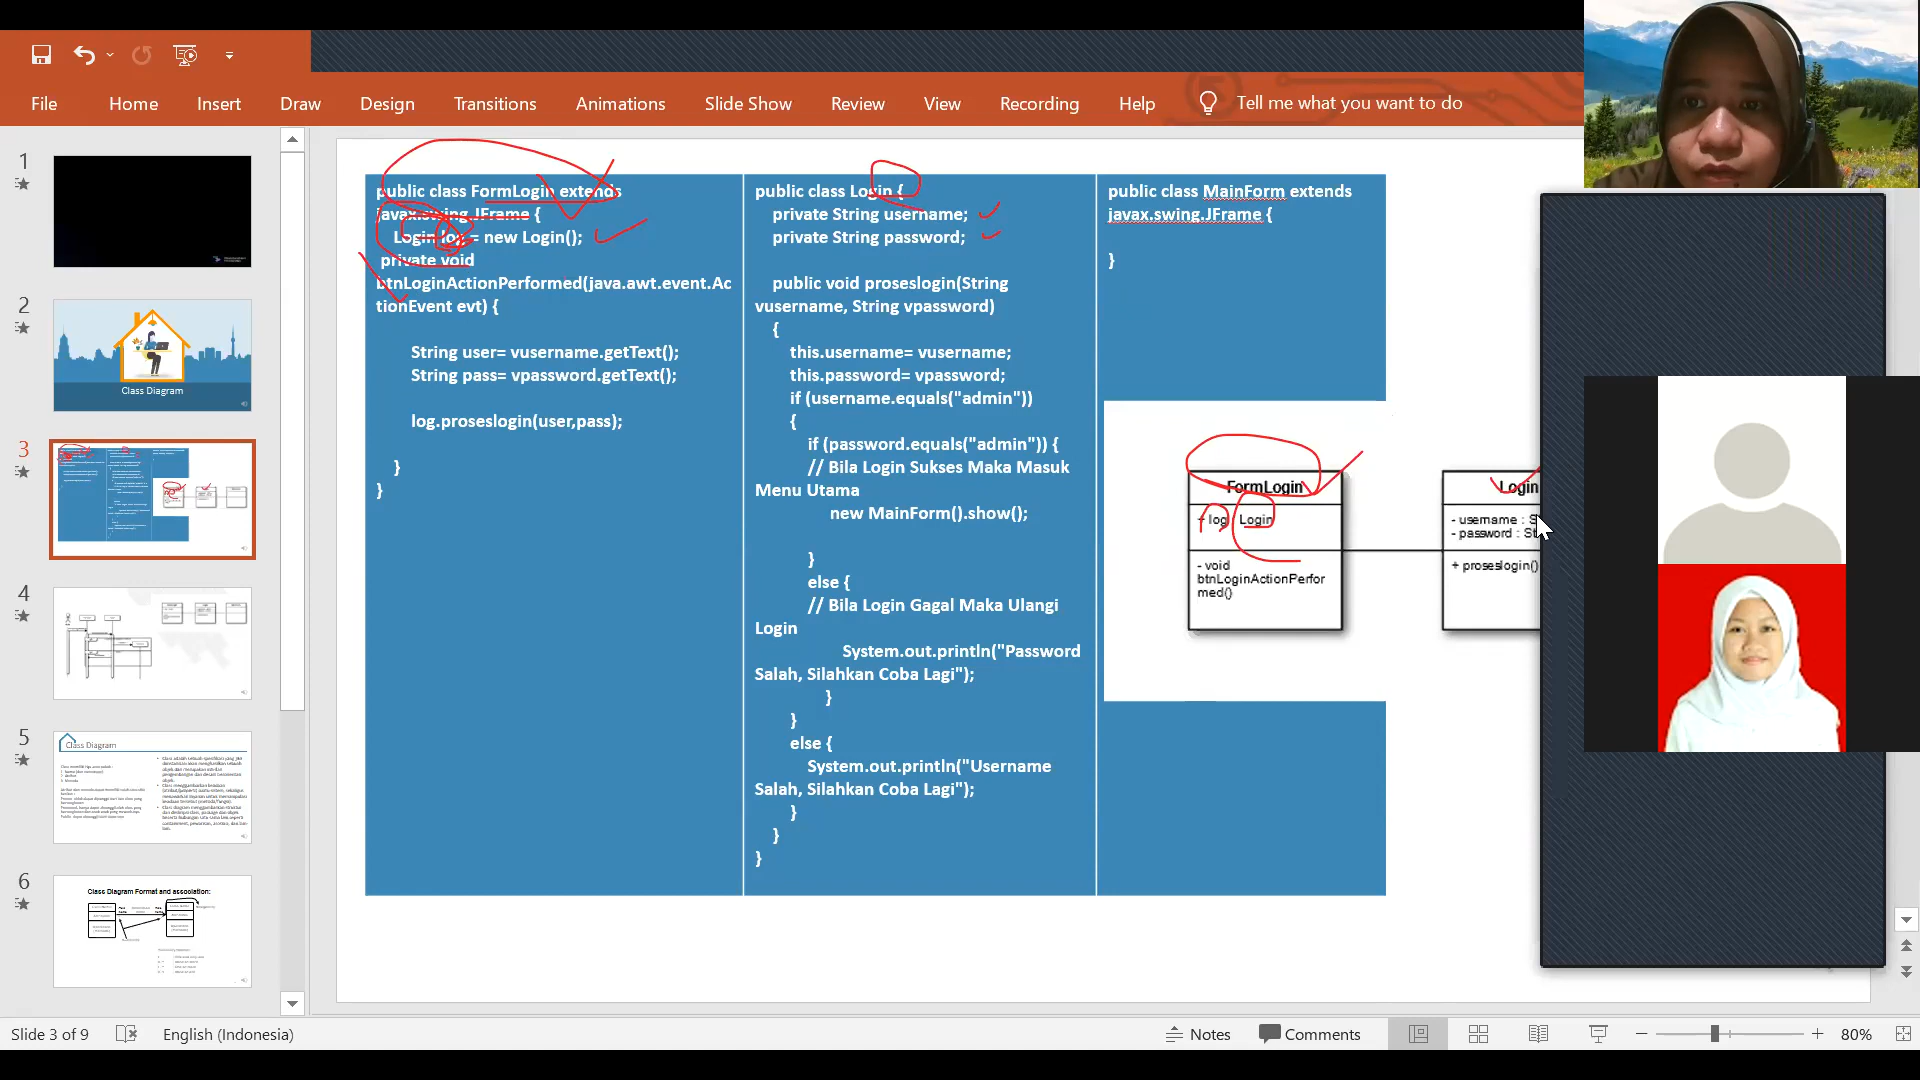 File Home Insert Draw Design Transitions Animations Slide Show Review View Recording Help Tell me what you want to do
1
2
Class Diagram
3
4
5
Class Diagram
6
Class Diagram Format and association:
public class FormLogin extends
javax.swing.JFrame {
Login log = new Login();
private void
btnLoginActionPerformed(java.awt.event.Ac
tionEvent evt) {
String user= vusername.getText();
String pass= vpassword.getText();
log.proseslogin(user,pass);
}
}
public class Login {
private String username;
private String password;
public void proseslogin(String
vusername, String vpassword)
{
this.username= vusername;
this.password= vpassword;
if (username.equals("admin"))
{
if (password.equals("admin")) {
// Bila Login Sukses Maka Masuk
Menu Utama
new MainForm().show();
}
else {
// Bila Login Gagal Maka Ulangi
Login
System.out.println("Password
Salah, Silahkan Coba Lagi");
}
}
else {
System.out.println("Username
Salah, Silahkan Coba Lagi");
}
}
}
public class MainForm extends
javax.swing.JFrame {
}
FormLogin
log Login
- void
btnLoginActionPerfor
med()
Login
- username : S
- password : St
+ proseslogin()
Slide 3 of 9 English (Indonesia) Notes Comments 80%